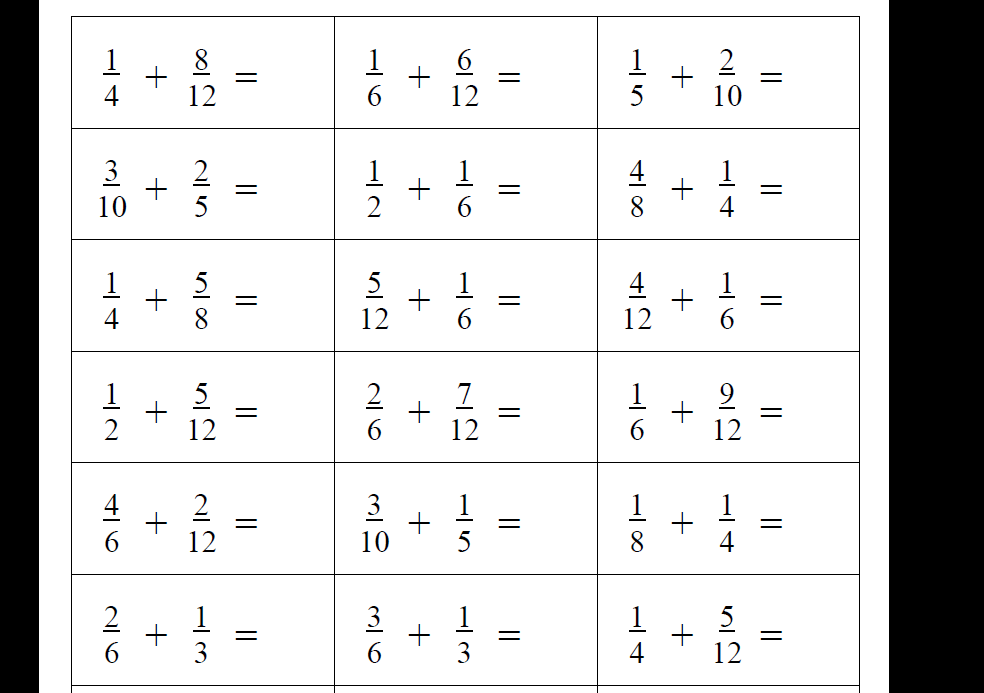 1/4 + 8/12 = 1/6 + 6/12 = 1/5 + 2/10 =
3/10 + 2/5 = 1/2 + 1/6 = 4/8 + 1/4 =
1/4 + 5/8 = 5/12 + 1/6 = 4/12 + 1/6 =
1/2 + 5/12 = 2/6 + 7/12 = 1/6 + 9/12 =
4/6 + 2/12 = 3/10 + 1/5 = 1/8 + 1/4 =
2/6 + 1/3 = 3/6 + 1/3 = 1/4 + 5/12 =